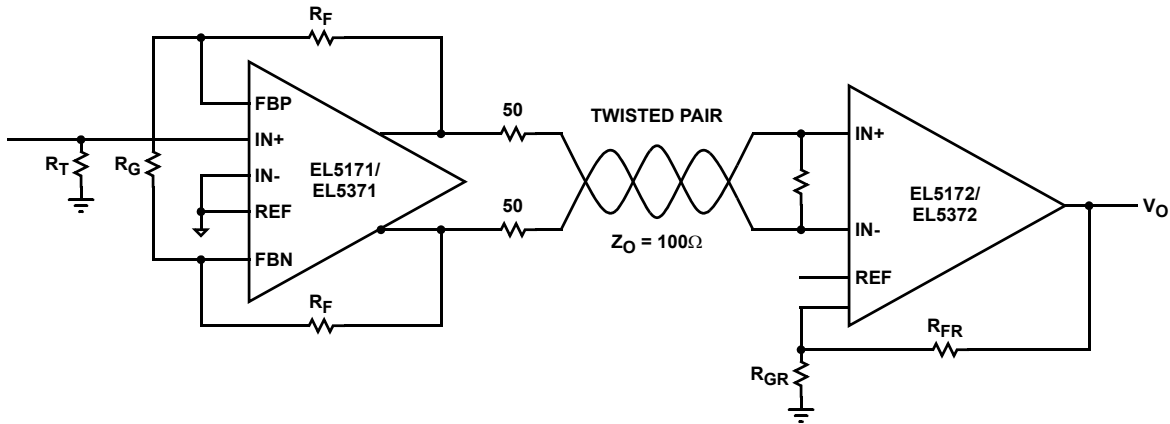 RF
FBP
IN+
RT
RG
IN-
REF
FBN
EL5171/
EL5371
RF
50
50
TWISTED PAIR
ZO = 100Ω
IN+
IN-
REF
EL5172/
EL5372
VO
RFR
RGR